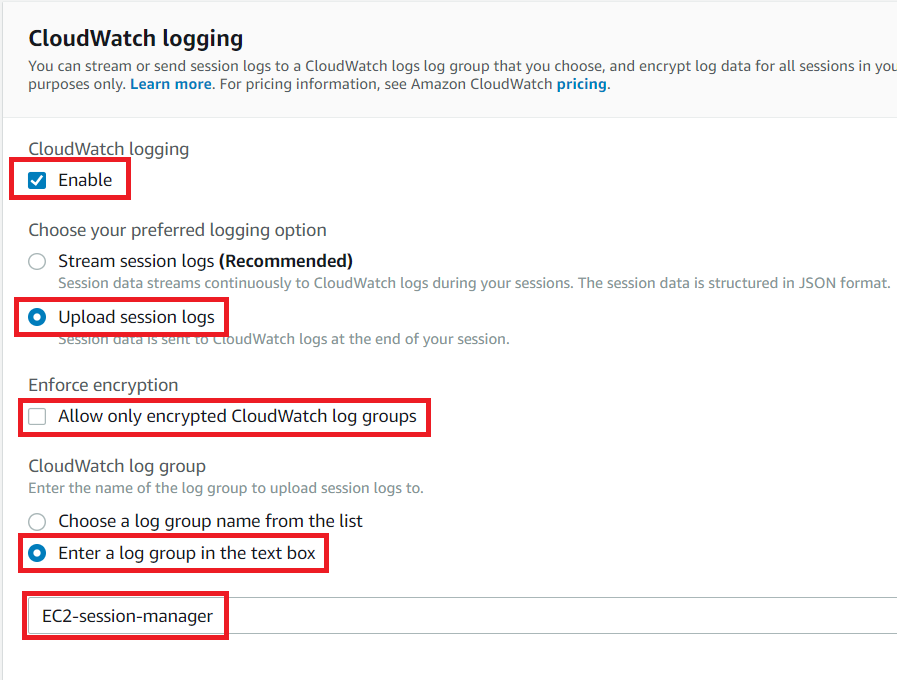 CloudWatch logging
You can stream or send session logs to a CloudWatch logs log group that you choose, and encrypt log data for all sessions in you
purposes only. Learn more. For pricing information, see Amazon CloudWatch pricing.
CloudWatch logging
Enable
Choose your preferred logging option
Stream session logs (Recommended)
Session data streams continuously to CloudWatch logs during your sessions. The session data is structured in JSON format.
Upload session logs
Session data is sent to CloudWatch logs at the end of your session.
Enforce encryption
Allow only encrypted CloudWatch log groups
CloudWatch log group
Enter the name of the log group to upload session logs to.
Choose a log group name from the list
Enter a log group in the text box
EC2-session-manager